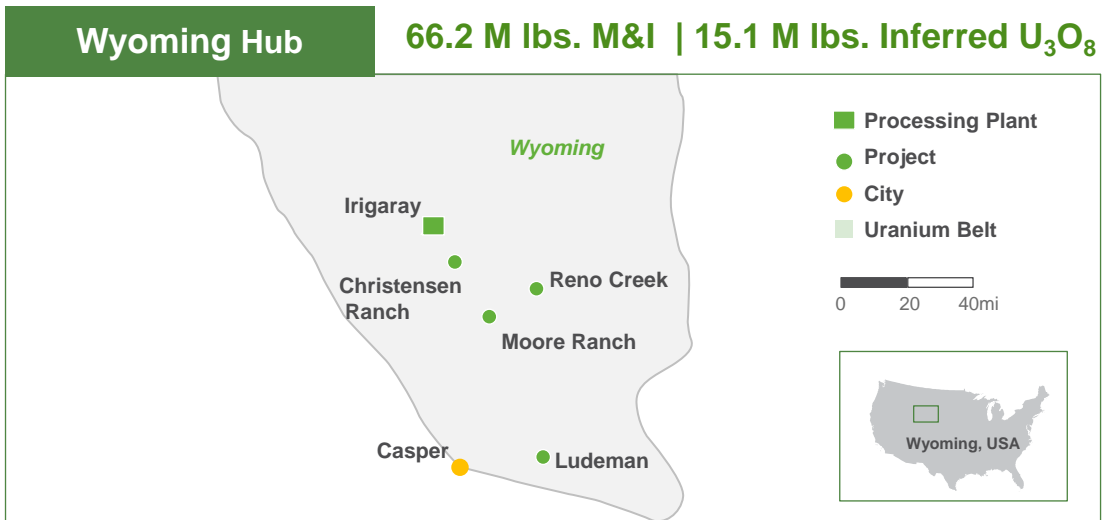 Wyoming Hub
66.2 M lbs. M&I | 15.1 M lbs. Inferred U₃O₈
Wyoming
Irigaray
Christensen
Ranch
Reno Creek
Moore Ranch
Casper
Ludeman
Processing Plant
Project
City
Uranium Belt
0 20 40mi
Wyoming, USA